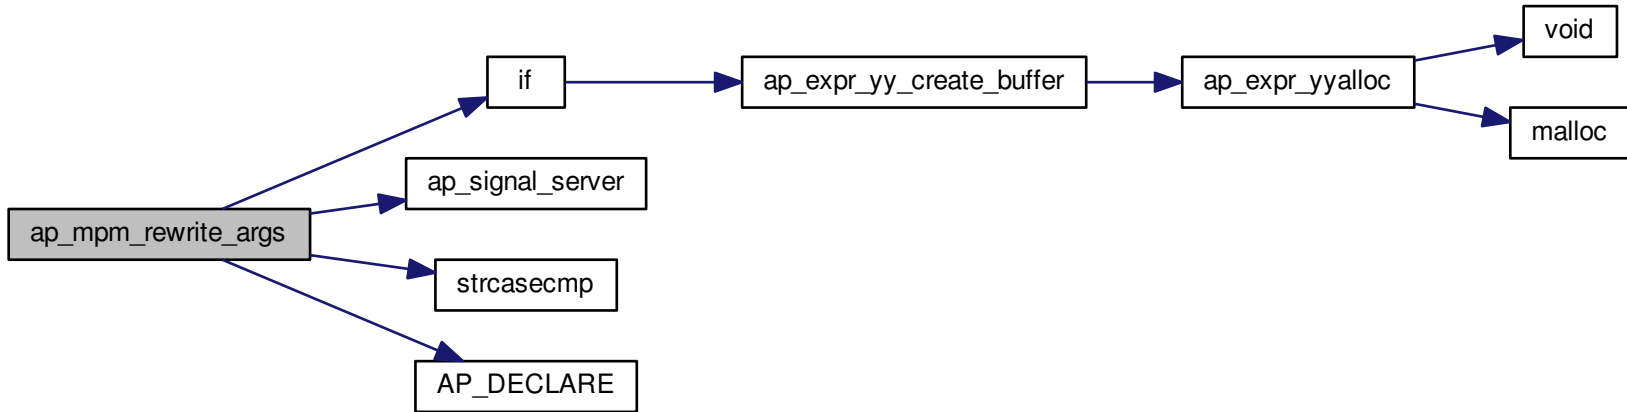 void
if
ap_expr_yy_create_buffer
ap_expr_yyalloc
malloc
ap_signal_server
ap_mpm_rewrite_args
strcasecmp
AP_DECLARE